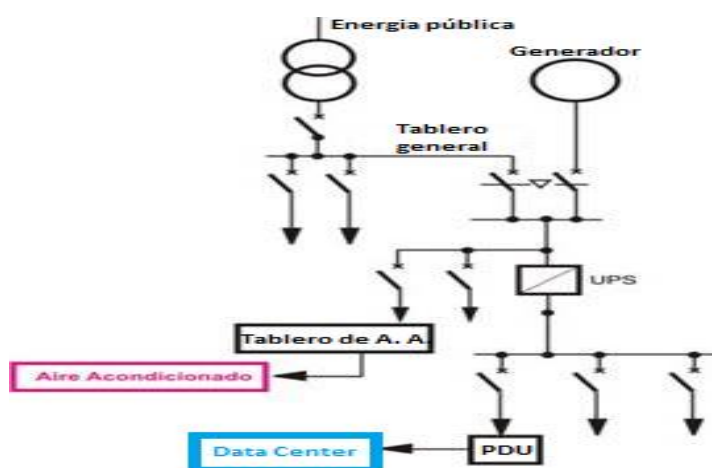 Energia pública
Generador
Tablero
general
UPS
Tablero de A. A.
Aire Acondicionado
PDU
Data Center